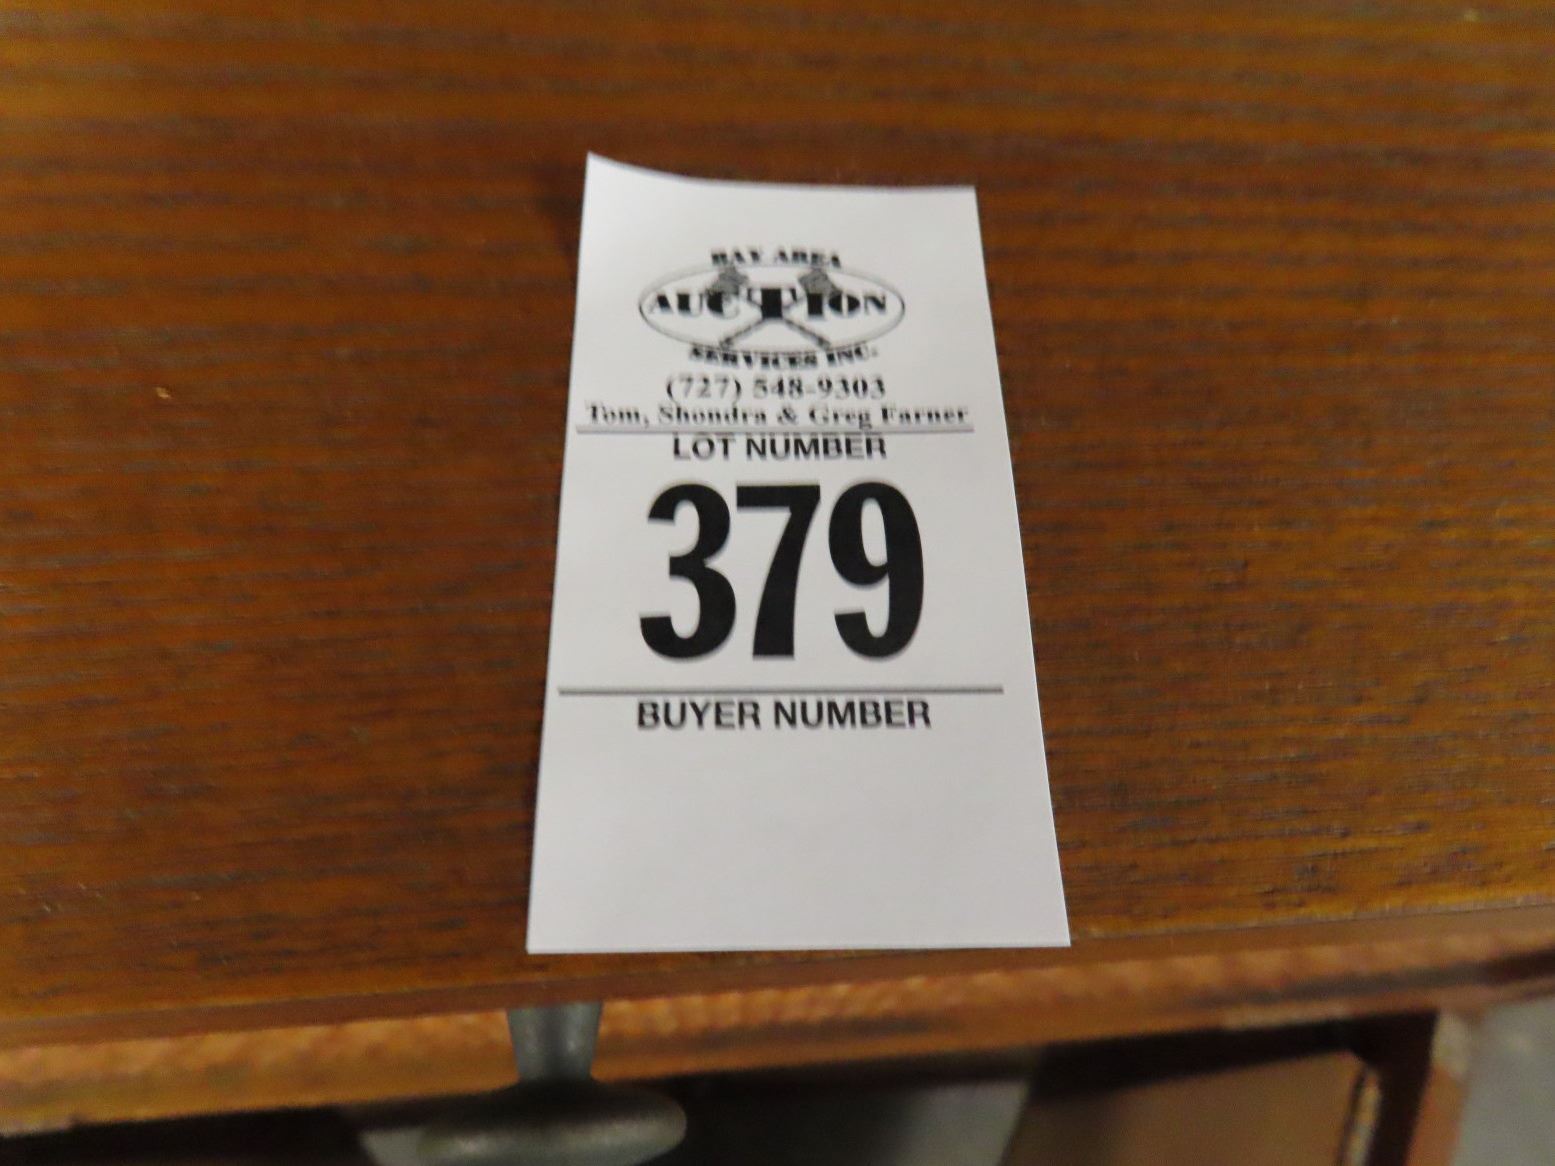 BAY AREA
AUCTION
SERVICES INC.
(727) 548-9303
Tom, Shondra & Greg Farner
LOT NUMBER
379
BUYER NUMBER